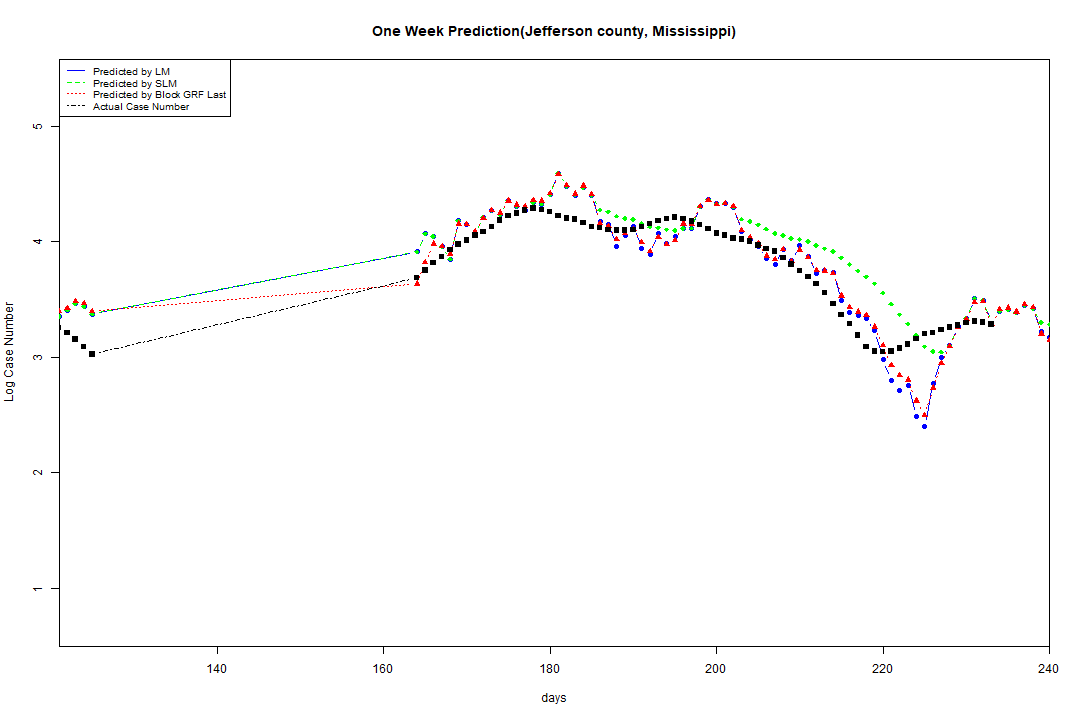 One Week Prediction(Jefferson county, Mississippi)
Predicted by LM
Predicted by SLM
Predicted by Block GRF Last
Actual Case Number
5
4
3
2
1
Log Case Number
140 160 180 200 220 240
days